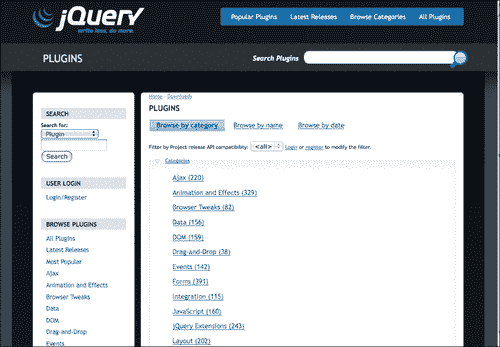 jQuery
write less, do more.
Popular Plugins
Latest Releases
Browse Categories
All Plugins
PLUGINS
Search Plugins
SEARCH
Search for:
Plugin
Search
USER LOGIN
Login/Register
BROWSE PLUGINS
All Plugins
Latest Releases
Most Popular
Ajax
Animation and Effects
Browser Tweaks
Data
DOM
Drag-and-Drop
Events
Home › Downloads
PLUGINS
Browse by category
Browse by name
Browse by date
Filter by Project release API compatibility: <all> Login or register to modify the filter.
Categories
Ajax (220)
Animation and Effects (329)
Browser Tweaks (82)
Data (156)
DOM (159)
Drag-and-Drop (38)
Events (142)
Forms (391)
Integration (115)
JavaScript (160)
jQuery Extensions (243)
Layout (202)